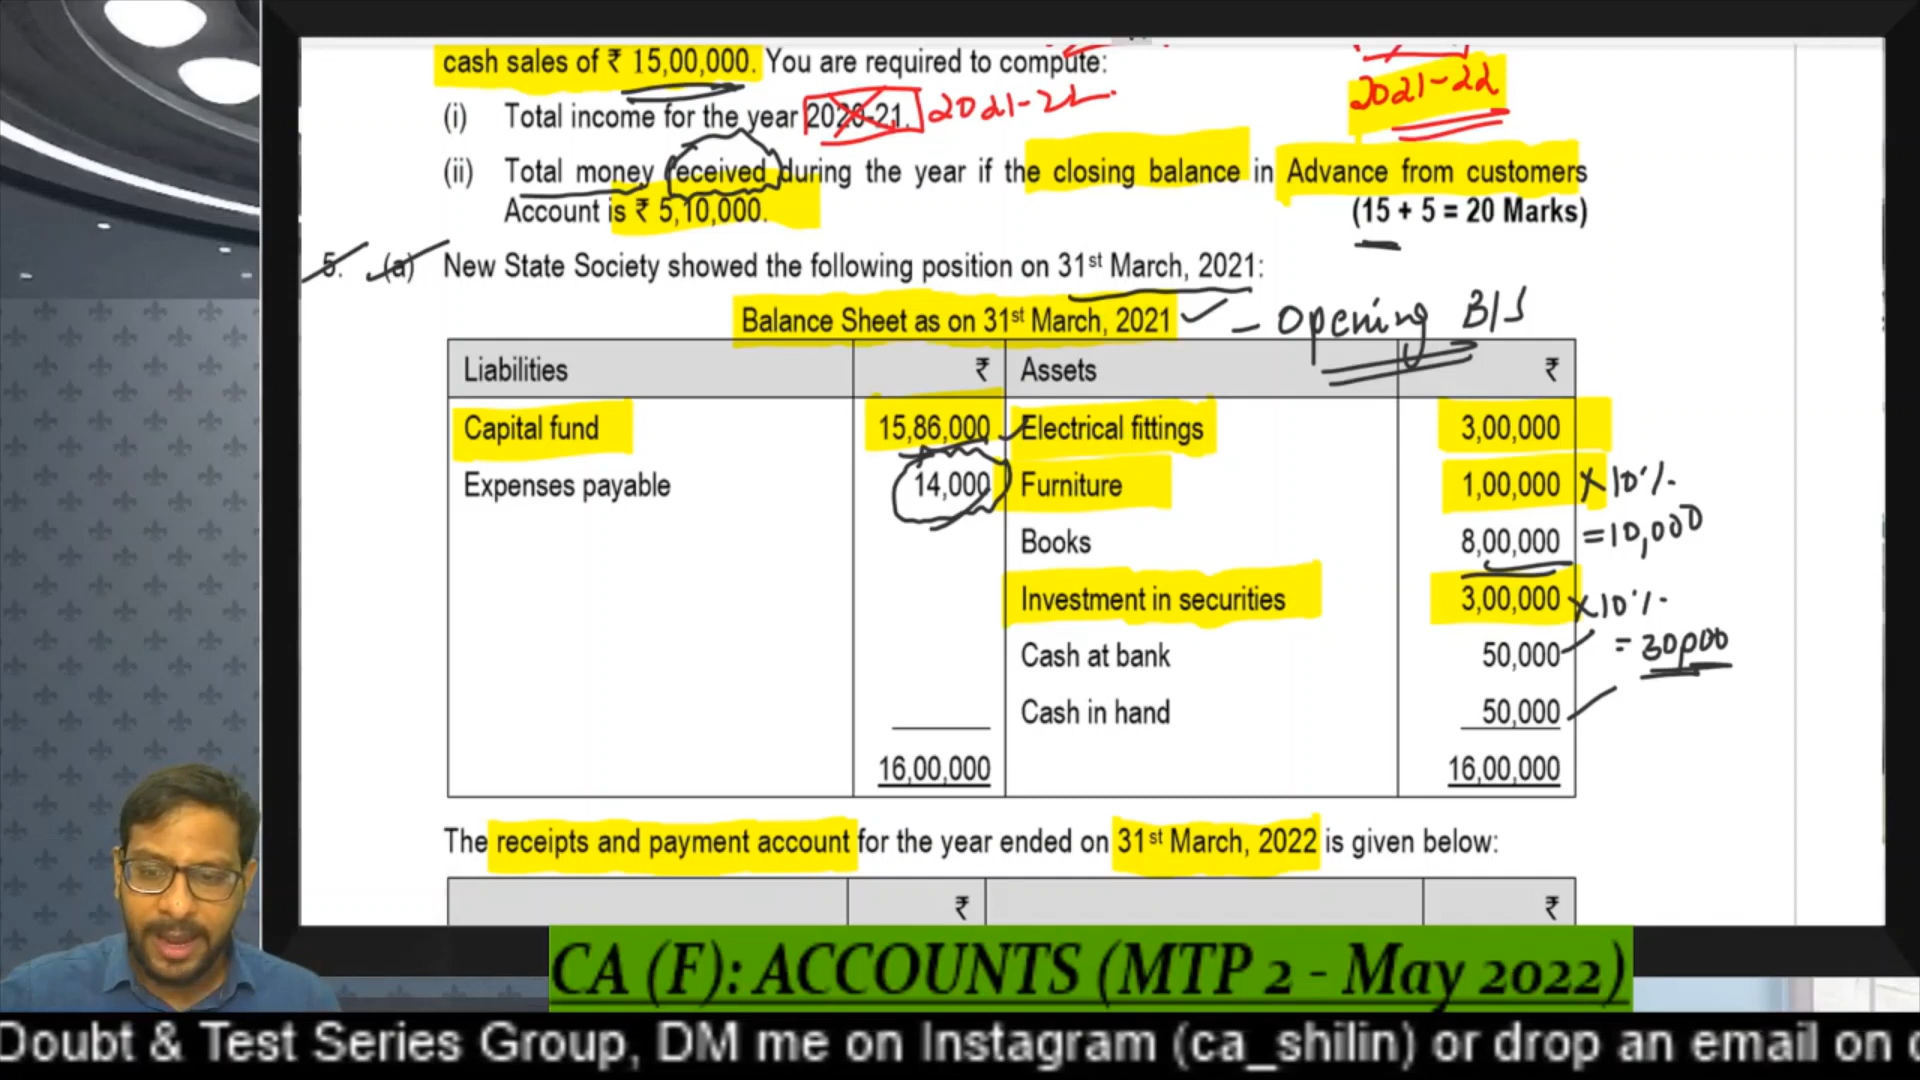 cash sales of ₹ 15,00,000. You are required to compute:
2021-22
(i) Total income for the year 2020-21. 2021-22
(ii) Total money received during the year if the closing balance in Advance from customers
Account is ₹ 5,10,000. (15 + 5 = 20 Marks)
5. (a) New State Society showed the following position on 31st March, 2021:
Balance Sheet as on 31st March, 2021 - Opening B/S
Liabilities ₹ Assets ₹
Capital fund 15,86,000 Electrical fittings 3,00,000
Expenses payable 14,000 Furniture 1,00,000 x 10%
Books 8,00,000 = 10,000
Investment in securities 3,00,000 x 10%
Cash at bank 50,000 = 30,000
Cash in hand 50,000
16,00,000 16,00,000
The receipts and payment account for the year ended on 31st March, 2022 is given below:
₹ ₹
CA (F): ACCOUNTS (MTP 2 - May 2022)
Doubt & Test Series Group, DM me on Instagram (ca_shilin) or drop an email on